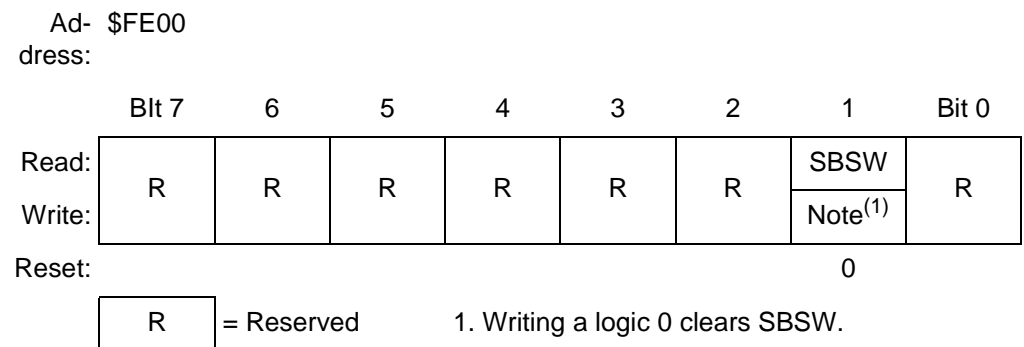 Ad- $FE00
dress:
BIt 7 6 5 4 3 2 1 Bit 0
Read: R R R R R R SBSW R
Write: Note(1)
Reset: 0
R = Reserved 1. Writing a logic 0 clears SBSW.